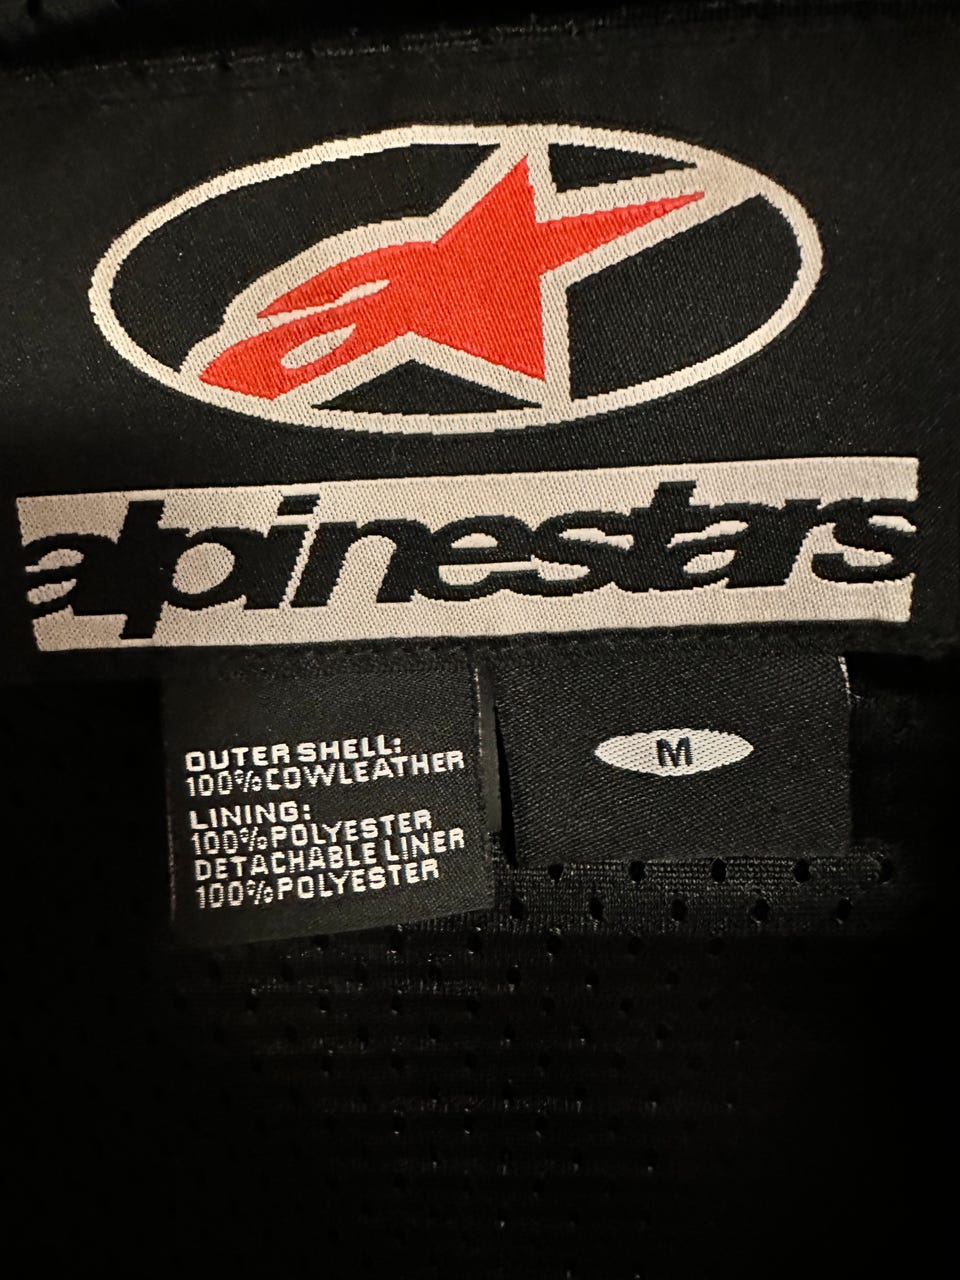 alpinestars
OUTER SHELL:
100%COWLEATHER
LINING:
100%POLYESTER
DETACHABLE LINER
100%POLYESTER
M